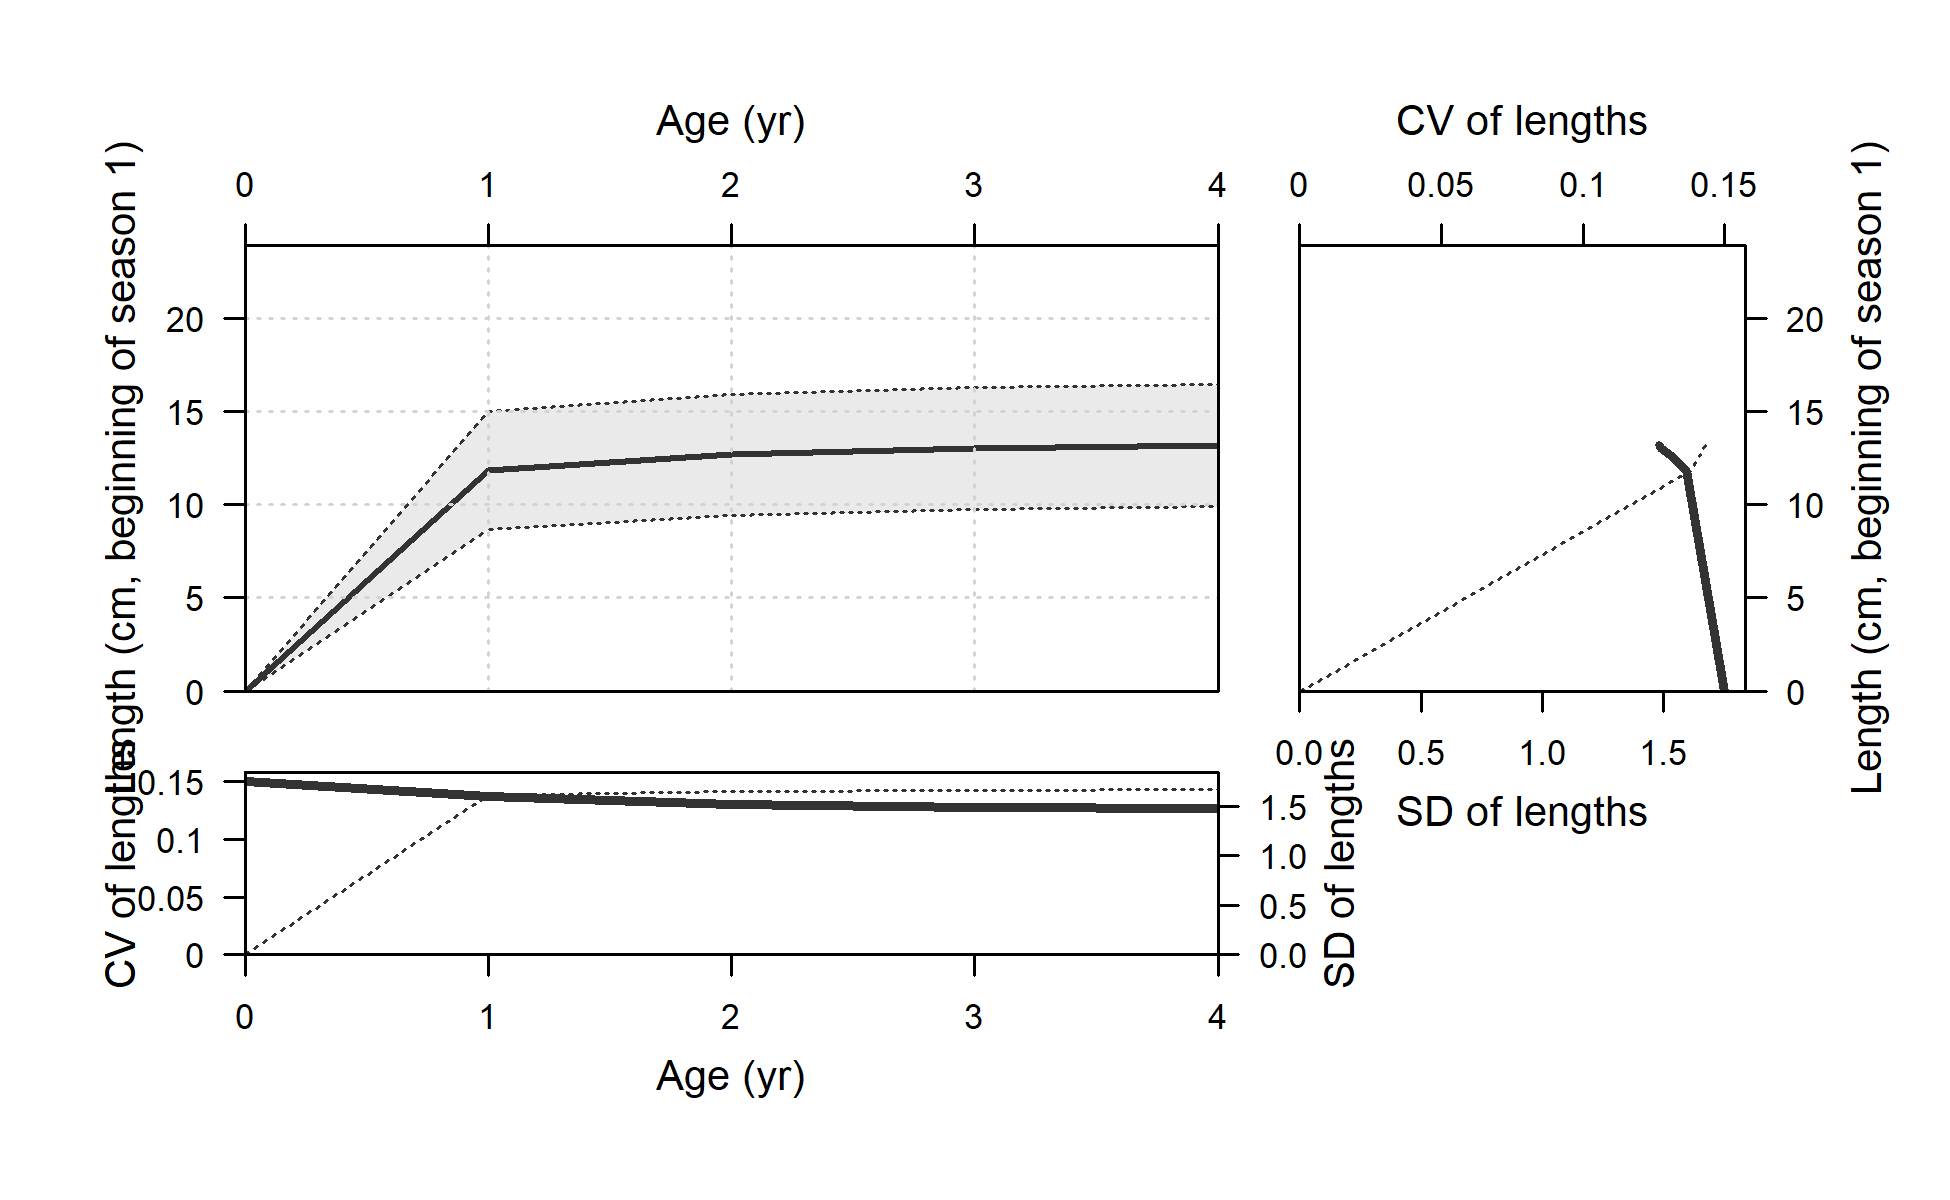 Age (yr)
CV of lengths
0 1 2 3 4
0 0.05 0.1 0.15
Length (cm, beginning of season 1)
20
15
10
5
0
20
15
10
5
0
Length (cm, beginning of season 1)
0.0 0.5 1.0 1.5
SD of lengths
CV of lengths
0.15
0.1
0.05
0
1.5
1.0
0.5
0.0
SD of lengths
0 1 2 3 4
Age (yr)